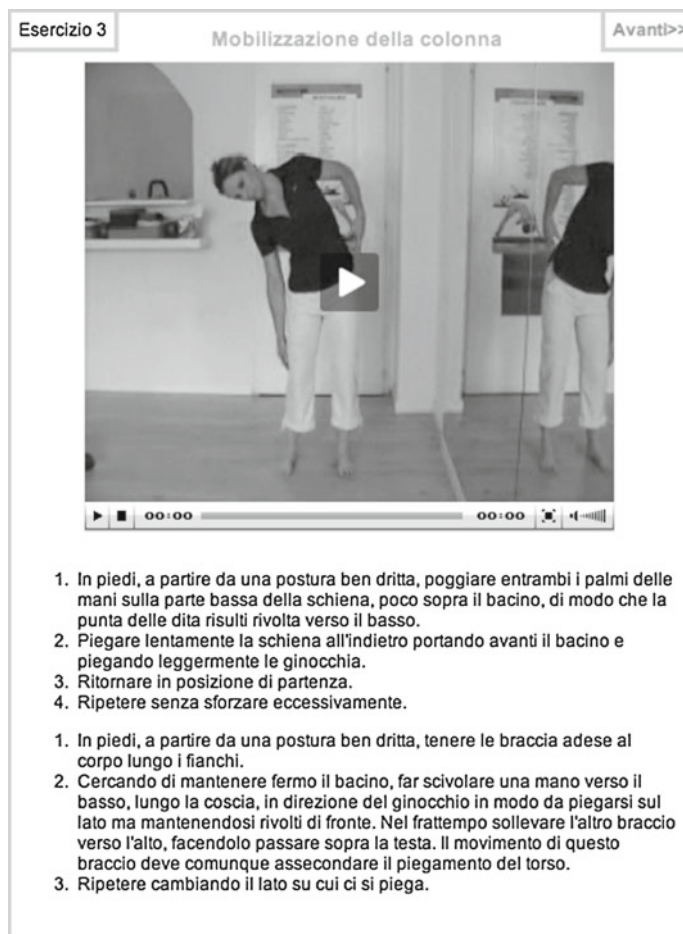 Esercizio 3
Mobilizzazione della colonna
Avanti>>
00:00
00:00
1. In piedi, a partire da una postura ben dritta, poggiare entrambi i palmi delle
mani sulla parte bassa della schiena, poco sopra il bacino, di modo che la
punta delle dita risulti rivolta verso il basso.
2. Piegare lentamente la schiena all'indietro portando avanti il bacino e
piegando leggermente le ginocchia.
3. Ritornare in posizione di partenza.
4. Ripetere senza sforzare eccessivamente.
1. In piedi, a partire da una postura ben dritta, tenere le braccia adese al
corpo lungo i fianchi.
2. Cercando di mantenere fermo il bacino, far scivolare una mano verso il
basso, lungo la coscia, in direzione del ginocchio in modo da piegarsi sul
lato ma mantenendosi rivolti di fronte. Nel frattempo sollevare l'altro braccio
verso l'alto, facendolo passare sopra la testa. Il movimento di questo
braccio deve comunque assecondare il piegamento del torso.
3. Ripetere cambiando il lato su cui ci si piega.